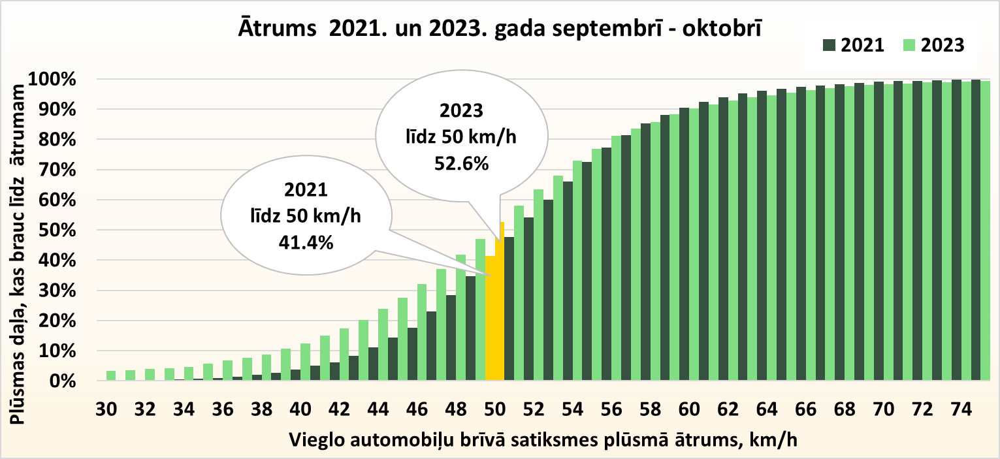 Ātrums  2021. un 2023. gada septembrī - oktobrī
2021 2023
Plūsmas daļa, kas brauc līdz  ātrumam
100%
90%
80%
70%
60%
50%
40%
30%
20%
10%
0%
2023
līdz 50 km/h
52.6%
2021
līdz 50 km/h
41.4%
30 32 34 36 38 40 42 44 46 48 50 52 54 56 58 60 62 64 66 68 70 72 74
Vieglo automobiļu brīvā satiksmes plūsmā ātrums, km/h